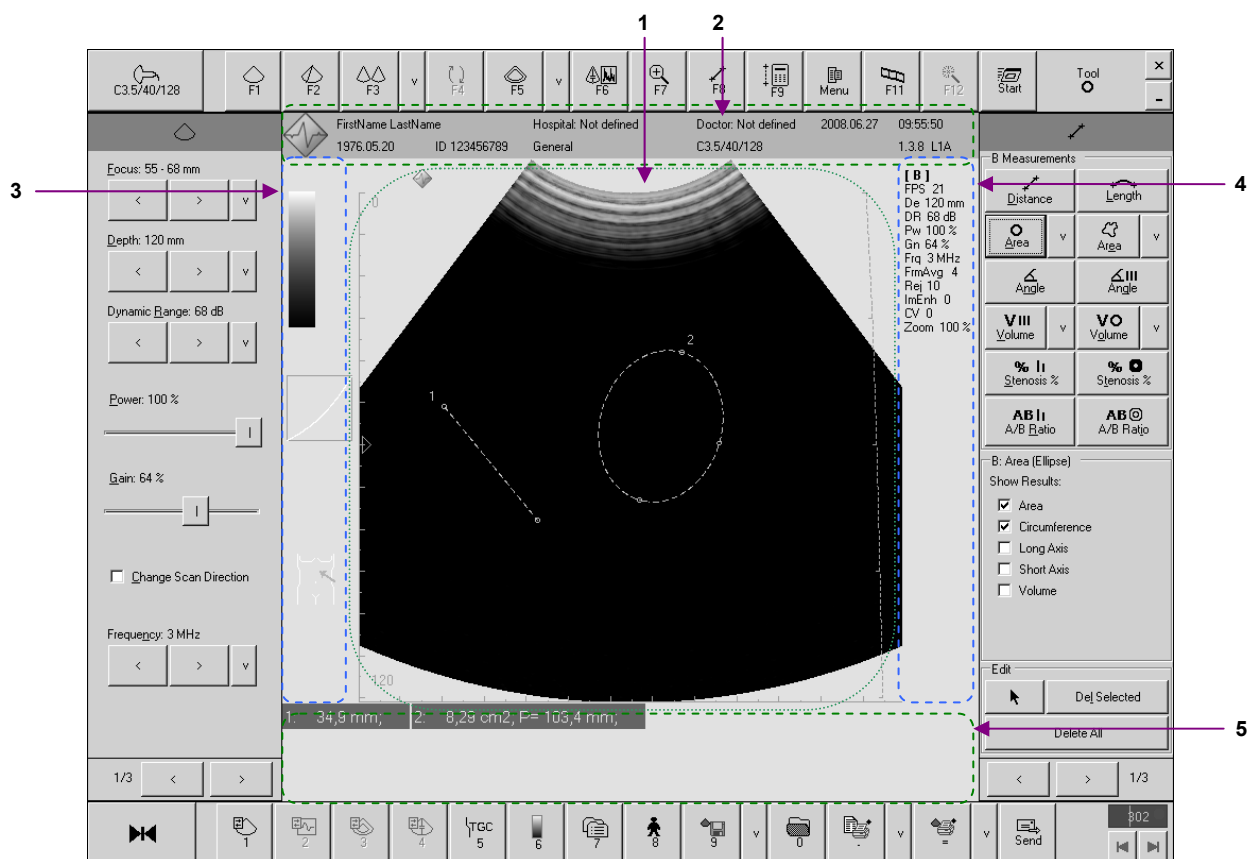 1 2
C3.5/40/128 F1 F2 F3 v F4 F5 v F6 F7 F8 F9 Menu F11 F12 Start Tool
FirstName LastName Hospital: Not defined Doctor: Not defined 2008.06.27 09:55:50
1976.05.20 ID 123456789 General C3.5/40/128 1.3.8 L1A
3
4
5
Focus: 55 - 68 mm
< > v
Depth: 120 mm
< > v
Dynamic Range: 68 dB
< > v
Power: 100 %
Gain: 64 %
Change Scan Direction
Frequency: 3 MHz
< > v
1/3 < >
0
120
1
2
[ B ]
FPS 21
De 120 mm
DR 68 dB
Pw 100 %
Gn 64 %
Frq 3 MHz
FrmAvg 4
Rej 10
ImEnh 0
CV 0
Zoom 100 %
1: 34,9 mm; 2: 8,29 cm2, P= 103,4 mm;
B Measurements
Distance Length
Area v Area v
Angle Angle
Volume v Volume v
% Stenosis % % Stenosis %
AB A/B Ratio AB A/B Ratio
B: Area (Ellipse)
Show Results:
Area
Circumference
Long Axis
Short Axis
Volume
Edit
Del Selected
Delete All
< > 1/3
1 2 3 4 TGC 5 6 7 8 9 v 0 - v = v Send 302